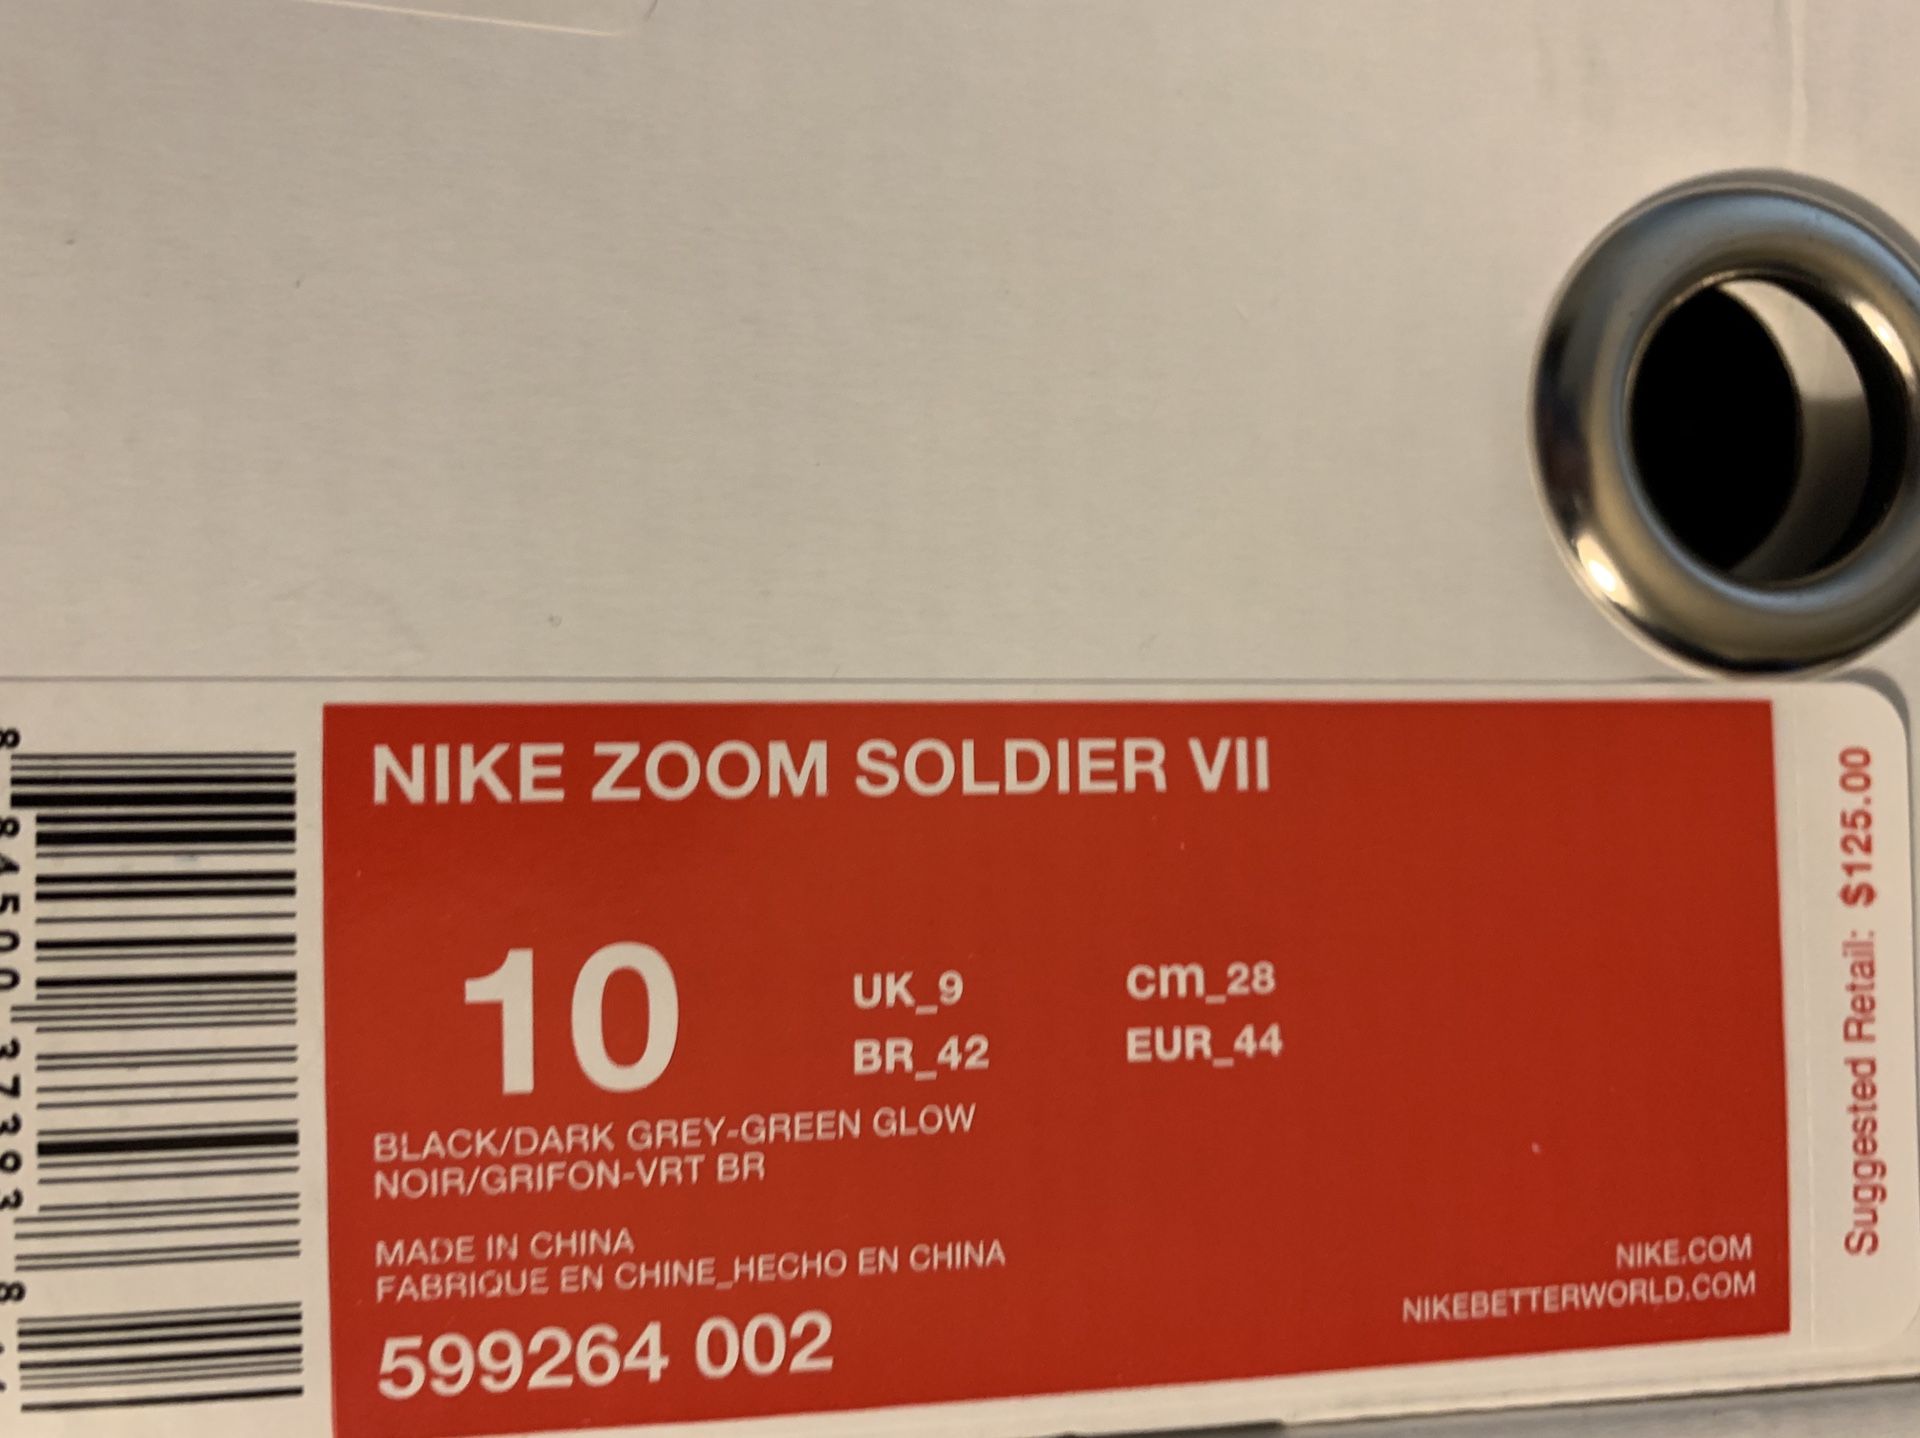 NIKE ZOOM SOLDIER VII
10
UK_9 cm_28
BR_42 EUR_44
BLACK/DARK GREY-GREEN GLOW
NOIR/GRIFON-VRT BR
MADE IN CHINA
FABRIQUE EN CHINE_HECHO EN CHINA
599264 002
NIKE.COM
NIKEBETTERWORLD.COM
Suggested Retail: $125.00